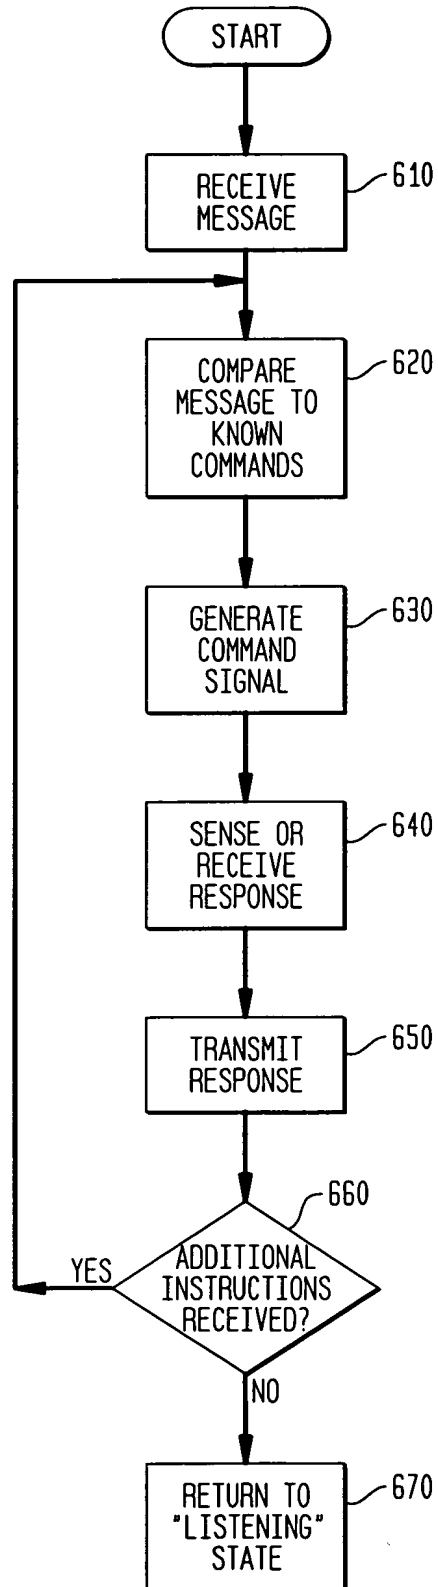 START
RECEIVE
MESSAGE
610
COMPARE
MESSAGE TO
KNOWN
COMMANDS
620
GENERATE
COMMAND
SIGNAL
630
SENSE OR
RECEIVE
RESPONSE
640
TRANSMIT
RESPONSE
650
660
ADDITIONAL
INSTRUCTIONS
RECEIVED?
YES
NO
RETURN TO
"LISTENING"
STATE
670